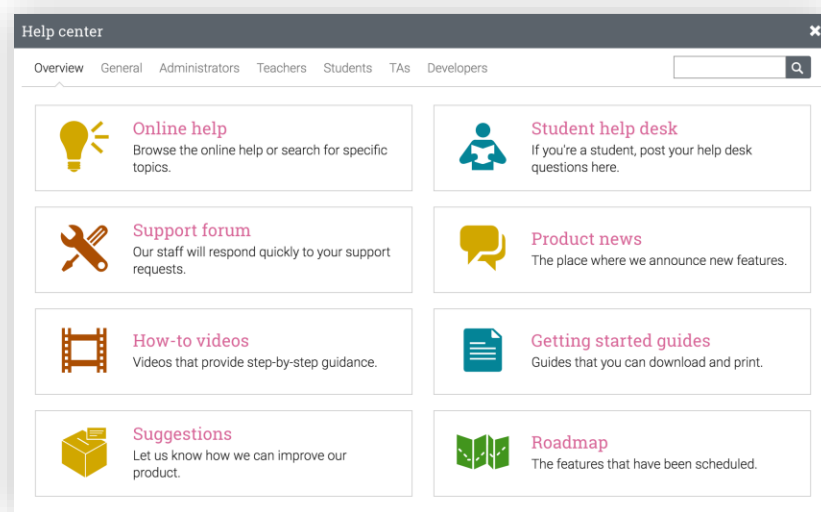 Help center
Overview General Administrators Teachers Students TAs Developers
Online help
Browse the online help or search for specific
topics.
Student help desk
If you're a student, post your help desk
questions here.
Support forum
Our staff will respond quickly to your support
requests.
Product news
The place where we announce new features.
How-to videos
Videos that provide step-by-step guidance.
Getting started guides
Guides that you can download and print.
Suggestions
Let us know how we can improve our
product.
Roadmap
The features that have been scheduled.